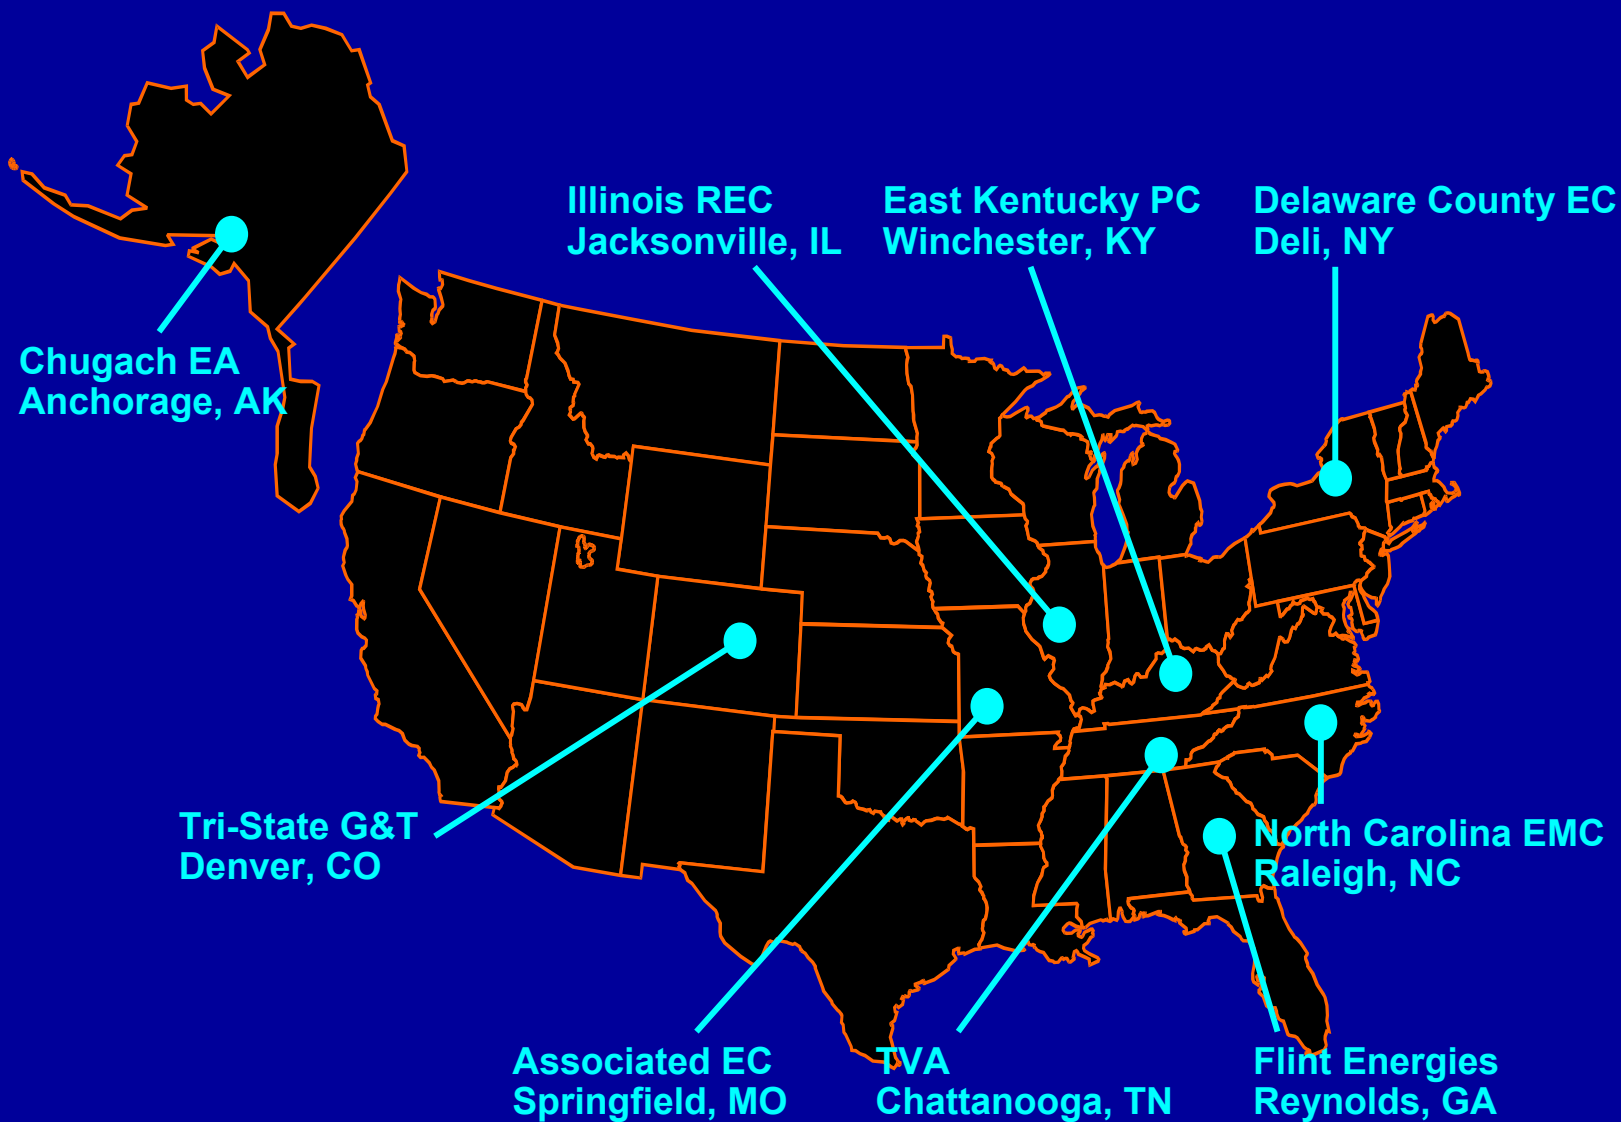 Illinois REC
Jacksonville, IL
East Kentucky PC
Winchester, KY
Delaware County EC
Deli, NY
Chugach EA
Anchorage, AK
Tri-State G&T
Denver, CO
North Carolina EMC
Raleigh, NC
Associated EC
Springfield, MO
TVA
Chattanooga, TN
Flint Energies
Reynolds, GA